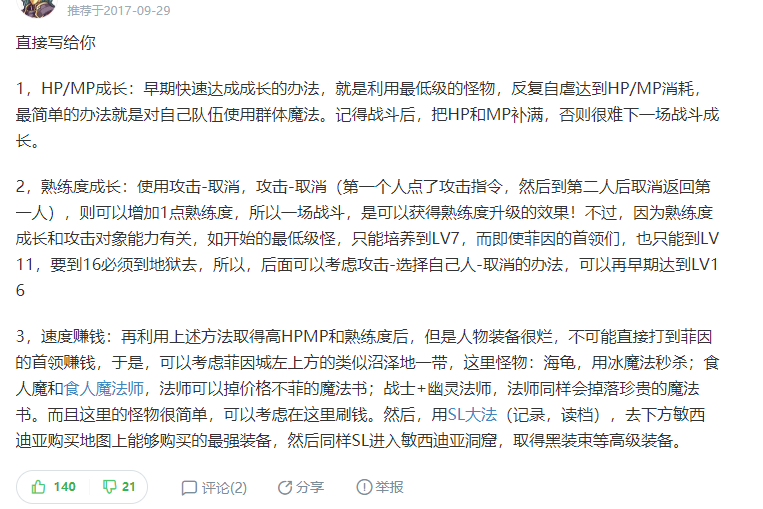 推荐于2017-09-29
直接写给你
1，HP/MP成长：早期快速达成成长的办法，就是利用最低级的怪物，反复自虐达到HP/MP消耗，
最简单的办法就是对自己队伍使用群体魔法。记得战斗后，把HP和MP补满，否则很难下一场战斗成
长。
2，熟练度成长：使用攻击-取消，攻击-取消（第一个人点了攻击指令，然后到第二人后取消返回第
一人），则可以增加1点熟练度，所以一场战斗，是可以获得熟练度升级的效果！不过，因为熟练度
成长和攻击对象能力有关，如开始的最低级怪，只能培养到LV7，而即使菲因的首领们，也只能到LV
11，要到16必须到地狱去，所以，后面可以考虑攻击-选择自己人-取消的办法，可以再早期达到LV1
6
3，速度赚钱：再利用上述方法取得高HPMP和熟练度后，但是人物装备很烂，不可能直接打到菲因
的首领赚钱，于是，可以考虑菲因城左上方的类似沼泽地一带，这里怪物：海龟，用冰魔法秒杀；食
人魔和食人魔法师，法师可以掉价格不菲的魔法书；战士+幽灵法师，法师同样会掉落珍贵的魔法
书。而且这里的怪物很简单，可以考虑在这里刷钱。然后，用SL大法（记录，读档），去下方敏西
迪亚购买地图上能够购买的最强装备，然后同样SL进入敏西迪亚洞窟，取得黑装束等高级装备。
140 21 评论(2) 分享 举报